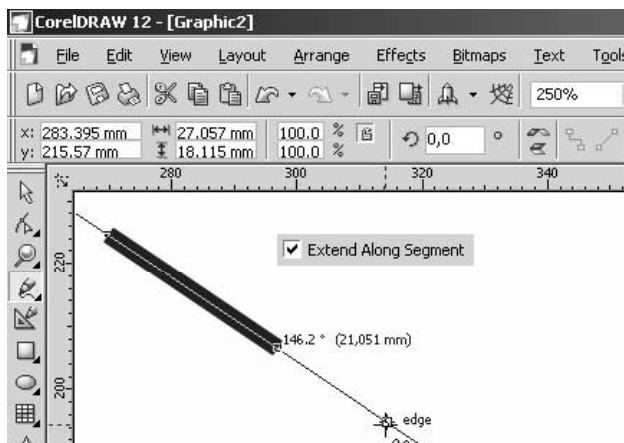 CorelDRAW 12 - [Graphic2]
File Edit View Layout Arrange Effects Bitmaps Text Tools
250%
x: 283.395 mm 27.057 mm 100.0 % 0,0 °
y: 215.57 mm 18.115 mm 100.0 %
280 300 320 340
Extend Along Segment
220
146.2 ° (21,051 mm)
200
edge